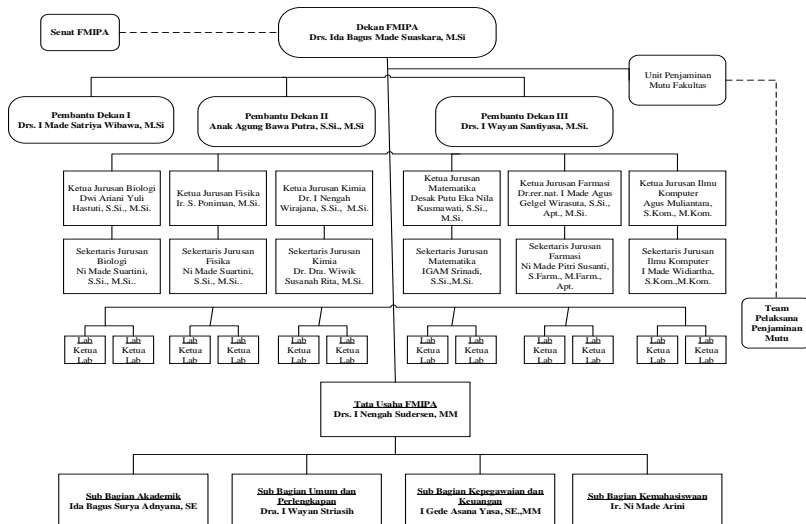 Senat FMIPA
Dekan FMIPA
Drs. Ida Bagus Made Suaskara, M.Si
Unit Penjaminan
Mutu Fakultas
Pembantu Dekan I
Drs. I Made Satriya Wibawa, M.Si
Pembantu Dekan II
Anak Agung Bawa Putra, S.Si., M.Si
Pembantu Dekan III
Drs. I Wayan Santiyasa, M.Si.
Ketua Jurusan Biologi
Dwi Ariani Yuli
Hastuti, S.Si., M.Si.
Ketua Jurusan Fisika
Ir. S. Poniman, M.Si.
Ketua Jurusan Kimia
Dr. I Nengah
Wirajana, S.Si., M.Si.
Ketua Jurusan
Matematika
Desak Putu Eka Nila
Kusmawati, S.Si.,
M.Si.
Ketua Jurusan Farmasi
Dr.rer.nat. I Made Agus
Gelgel Wirasuta, S.Si.,
Apt., M.Si.
Ketua Jurusan Ilmu
Komputer
Agus Muliantara,
S.Kom., M.Kom.
Sekertaris Jurusan
Biologi
Ni Made Suartini,
S.Si., M.Si..
Sekertaris Jurusan
Fisika
Ni Made Suartini,
S.Si., M.Si..
Sekertaris Jurusan
Kimia
Dr. Dra. Wiwik
Susanah Rita, M.Si.
Sekertaris Jurusan
Matematika
IGAM Srinadi,
S.Si.,M.Si.
Sekertaris Jurusan
Farmasi
Ni Made Pitri Susanti,
S.Farm., M.Farm.,
Apt.
Sekertaris Jurusan
Ilmu Komputer
I Made Widiartha,
S.Kom.,M.Kom.
Team
Pelaksana
Penjaminan
Mutu
Lab
Ketua
Lab
Lab
Ketua
Lab
Lab
Ketua
Lab
Lab
Ketua
Lab
Lab
Ketua
Lab
Lab
Ketua
Lab
Lab
Ketua
Lab
Lab
Ketua
Lab
Lab
Ketua
Lab
Lab
Ketua
Lab
Lab
Ketua
Lab
Lab
Ketua
Lab
Tata Usaha FMIPA
Drs. I Nengah Sudersen, MM
Sub Bagian Akademik
Ida Bagus Surya Adnyana, SE
Sub Bagian Umum dan
Perlengkapan
Dra. I Wayan Striasih
Sub Bagian Kepegawaian dan
Keuangan
I Gede Asana Yasa, SE.,MM
Sub Bagian Kemahasiswaan
Ir. Ni Made Arini